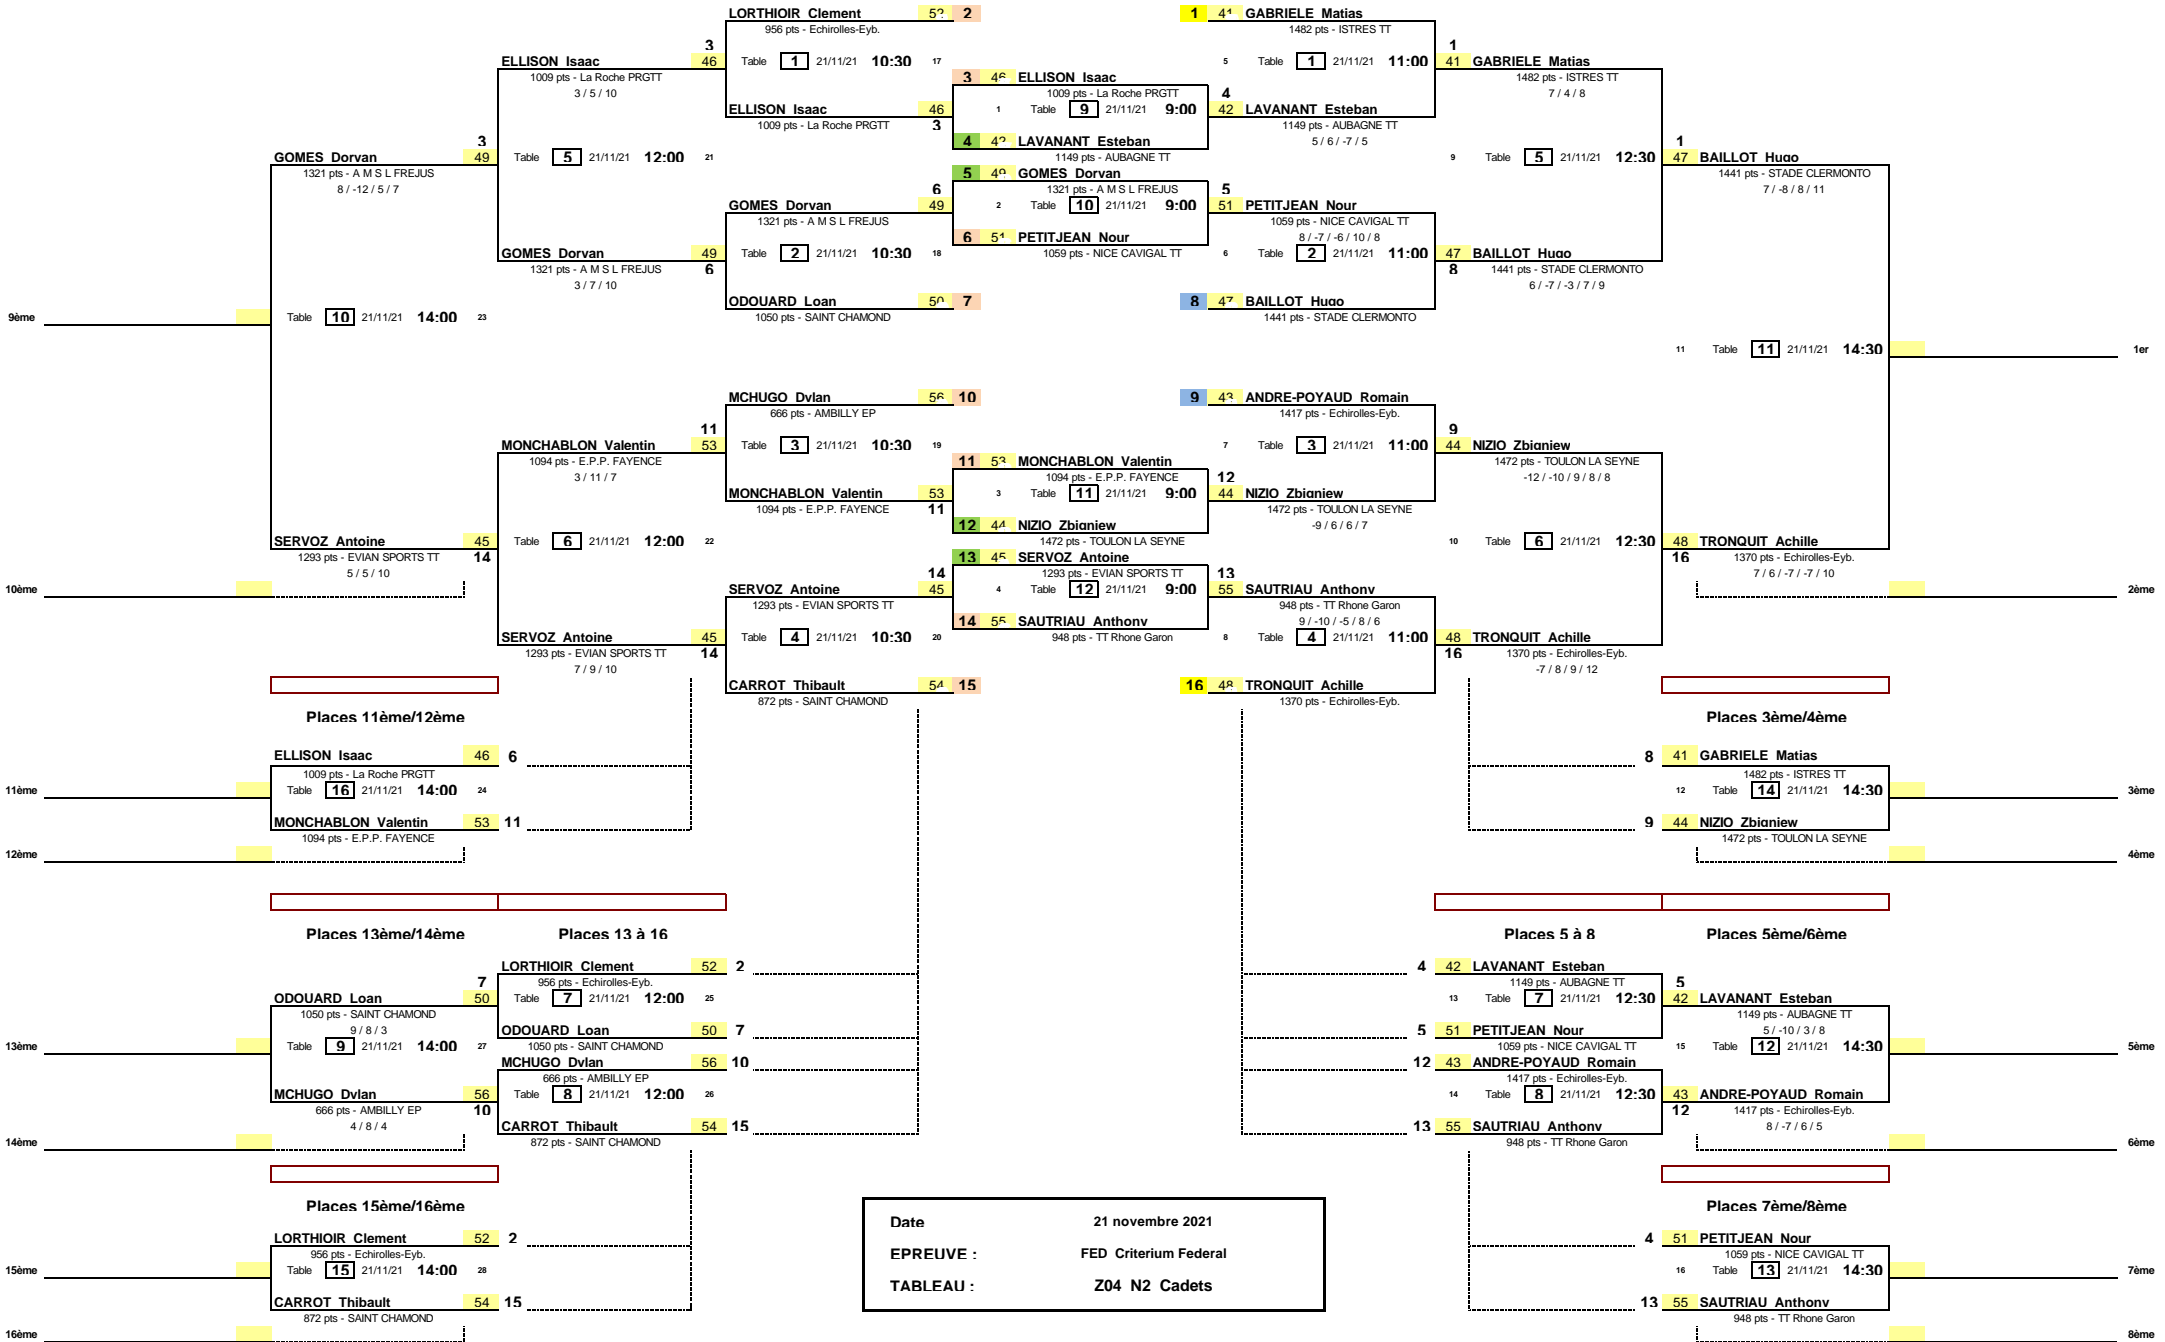 LORTHIOIR Clement 52 2
956 pts - Echirolles-Eyb.
1 41 GABRIELE Matias
1482 pts - ISTRES TT
3
ELLISON Isaac 46
1009 pts - La Roche PRGTT
3 / 5 / 10
Table 1 21/11/21 10:30 17
5 Table 1 21/11/21 11:00
1
41 GABRIELE Matias
1482 pts - ISTRES TT
7 / 4 / 8
3 46 ELLISON Isaac
1009 pts - La Roche PRGTT
1 Table 9 21/11/21 9:00
ELLISON Isaac 46
1009 pts - La Roche PRGTT
3
4
42 LAVANANT Esteban
1149 pts - AUBAGNE TT
5 / 6 / -7 / 5
4 42 LAVANANT Esteban
1149 pts - AUBAGNE TT
3
GOMES Dorvan 49
1321 pts - A M S L FREJUS
8 / -12 / 5 / 7
Table 5 21/11/21 12:00 21
9 Table 5 21/11/21 12:30
1
47 BAILLOT Hugo
1441 pts - STADE CLERMONTO
7 / -8 / 8 / 11
5 49 GOMES Dorvan
1321 pts - A M S L FREJUS
2 Table 10 21/11/21 9:00
6
GOMES Dorvan 49
1321 pts - A M S L FREJUS
5
51 PETITJEAN Nour
1059 pts - NICE CAVIGAL TT
8 / -7 / -6 / 10 / 8
6 51 PETITJEAN Nour
1059 pts - NICE CAVIGAL TT
GOMES Dorvan 49
1321 pts - A M S L FREJUS
6
3 / 7 / 10
Table 2 21/11/21 10:30 18
6 Table 2 21/11/21 11:00
47 BAILLOT Hugo
8
1441 pts - STADE CLERMONTO
6 / -7 / -3 / 7 / 9
ODOUARD Loan 50 7
1050 pts - SAINT CHAMOND
8 47 BAILLOT Hugo
1441 pts - STADE CLERMONTO
9ème
Table 10 21/11/21 14:00 23
11 Table 11 21/11/21 14:30
1er
MCHUGO Dylan 56 10
666 pts - AMBILLY EP
9 43 ANDRE-POYAUD Romain
1417 pts - Echirolles-Eyb.
11
MONCHABLON Valentin 53
1094 pts - E.P.P. FAYENCE
3 / 11 / 7
Table 3 21/11/21 10:30 19
7 Table 3 21/11/21 11:00
9
44 NIZIO Zbigniew
1472 pts - TOULON LA SEYNE
-12 / -10 / 9 / 8 / 8
11 53 MONCHABLON Valentin
1094 pts - E.P.P. FAYENCE
3 Table 11 21/11/21 9:00
MONCHABLON Valentin 53
1094 pts - E.P.P. FAYENCE
11
12
44 NIZIO Zbigniew
1472 pts - TOULON LA SEYNE
-9 / 6 / 6 / 7
12 44 NIZIO Zbigniew
1472 pts - TOULON LA SEYNE
SERVOZ Antoine 45
1293 pts - EVIAN SPORTS TT
14
5 / 5 / 10
Table 6 21/11/21 12:00 22
10 Table 6 21/11/21 12:30
48 TRONQUIT Achille
16
1370 pts - Echirolles-Eyb.
7 / 6 / -7 / -7 / 10
13 45 SERVOZ Antoine
1293 pts - EVIAN SPORTS TT
4 Table 12 21/11/21 9:00
14
SERVOZ Antoine 45
1293 pts - EVIAN SPORTS TT
13
55 SAUTRIAU Anthony
948 pts - TT Rhone Garon
9 / -10 / -5 / 8 / 6
14 55 SAUTRIAU Anthony
948 pts - TT Rhone Garon
10ème
2ème
SERVOZ Antoine 45
1293 pts - EVIAN SPORTS TT
14
7 / 9 / 10
Table 4 21/11/21 10:30 20
8 Table 4 21/11/21 11:00
48 TRONQUIT Achille
16
1370 pts - Echirolles-Eyb.
-7 / 8 / 9 / 12
CARROT Thibault 54 15
872 pts - SAINT CHAMOND
16 48 TRONQUIT Achille
1370 pts - Echirolles-Eyb.
Places 11ème/12ème
Places 3ème/4ème
ELLISON Isaac 46 6
1009 pts - La Roche PRGTT
11ème
Table 16 21/11/21 14:00 24
MONCHABLON Valentin 53 11
1094 pts - E.P.P. FAYENCE
12ème
8 41 GABRIELE Matias
1482 pts - ISTRES TT
12 Table 14 21/11/21 14:30
3ème
9 44 NIZIO Zbigniew
1472 pts - TOULON LA SEYNE
4ème
Places 13ème/14ème
Places 13 à 16
Places 5 à 8
Places 5ème/6ème
LORTHIOIR Clement 52 2
956 pts - Echirolles-Eyb.
Table 7 21/11/21 12:00 25
7
ODOUARD Loan 50
1050 pts - SAINT CHAMOND
9 / 8 / 3
ODOUARD Loan 50 7
1050 pts - SAINT CHAMOND
13ème
Table 9 21/11/21 14:00 27
MCHUGO Dylan 56 10
666 pts - AMBILLY EP
Table 8 21/11/21 12:00 26
MCHUGO Dylan 56
666 pts - AMBILLY EP
10
4 / 8 / 4
CARROT Thibault 54 15
872 pts - SAINT CHAMOND
14ème
4 42 LAVANANT Esteban
1149 pts - AUBAGNE TT
13 Table 7 21/11/21 12:30
5
42 LAVANANT Esteban
1149 pts - AUBAGNE TT
5 / -10 / 3 / 8
5 51 PETITJEAN Nour
1059 pts - NICE CAVIGAL TT
15 Table 12 21/11/21 14:30
5ème
12 43 ANDRE-POYAUD Romain
1417 pts - Echirolles-Eyb.
14 Table 8 21/11/21 12:30
43 ANDRE-POYAUD Romain
12
1417 pts - Echirolles-Eyb.
8 / -7 / 6 / 5
13 55 SAUTRIAU Anthony
948 pts - TT Rhone Garon
6ème
Places 15ème/16ème
Places 7ème/8ème
LORTHIOIR Clement 52 2
956 pts - Echirolles-Eyb.
15ème
Table 15 21/11/21 14:00 28
CARROT Thibault 54 15
872 pts - SAINT CHAMOND
16ème
Date 21 novembre 2021
EPREUVE : FED Criterium Federal
TABLEAU : Z04 N2 Cadets
4 51 PETITJEAN Nour
1059 pts - NICE CAVIGAL TT
16 Table 13 21/11/21 14:30
7ème
13 55 SAUTRIAU Anthony
948 pts - TT Rhone Garon
8ème